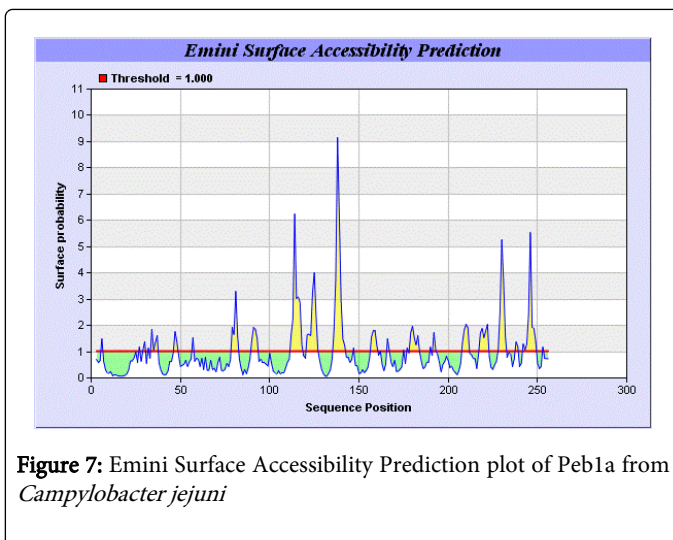 Emini Surface Accessibility Prediction
Threshold = 1.000
11
10
9
8
7
6
5
4
3
2
1
0
Surface probability
0 50 100 150 200 250 300
Sequence Position
Figure 7: Emini Surface Accessibility Prediction plot of Peb1a from
Campylobacter jejuni